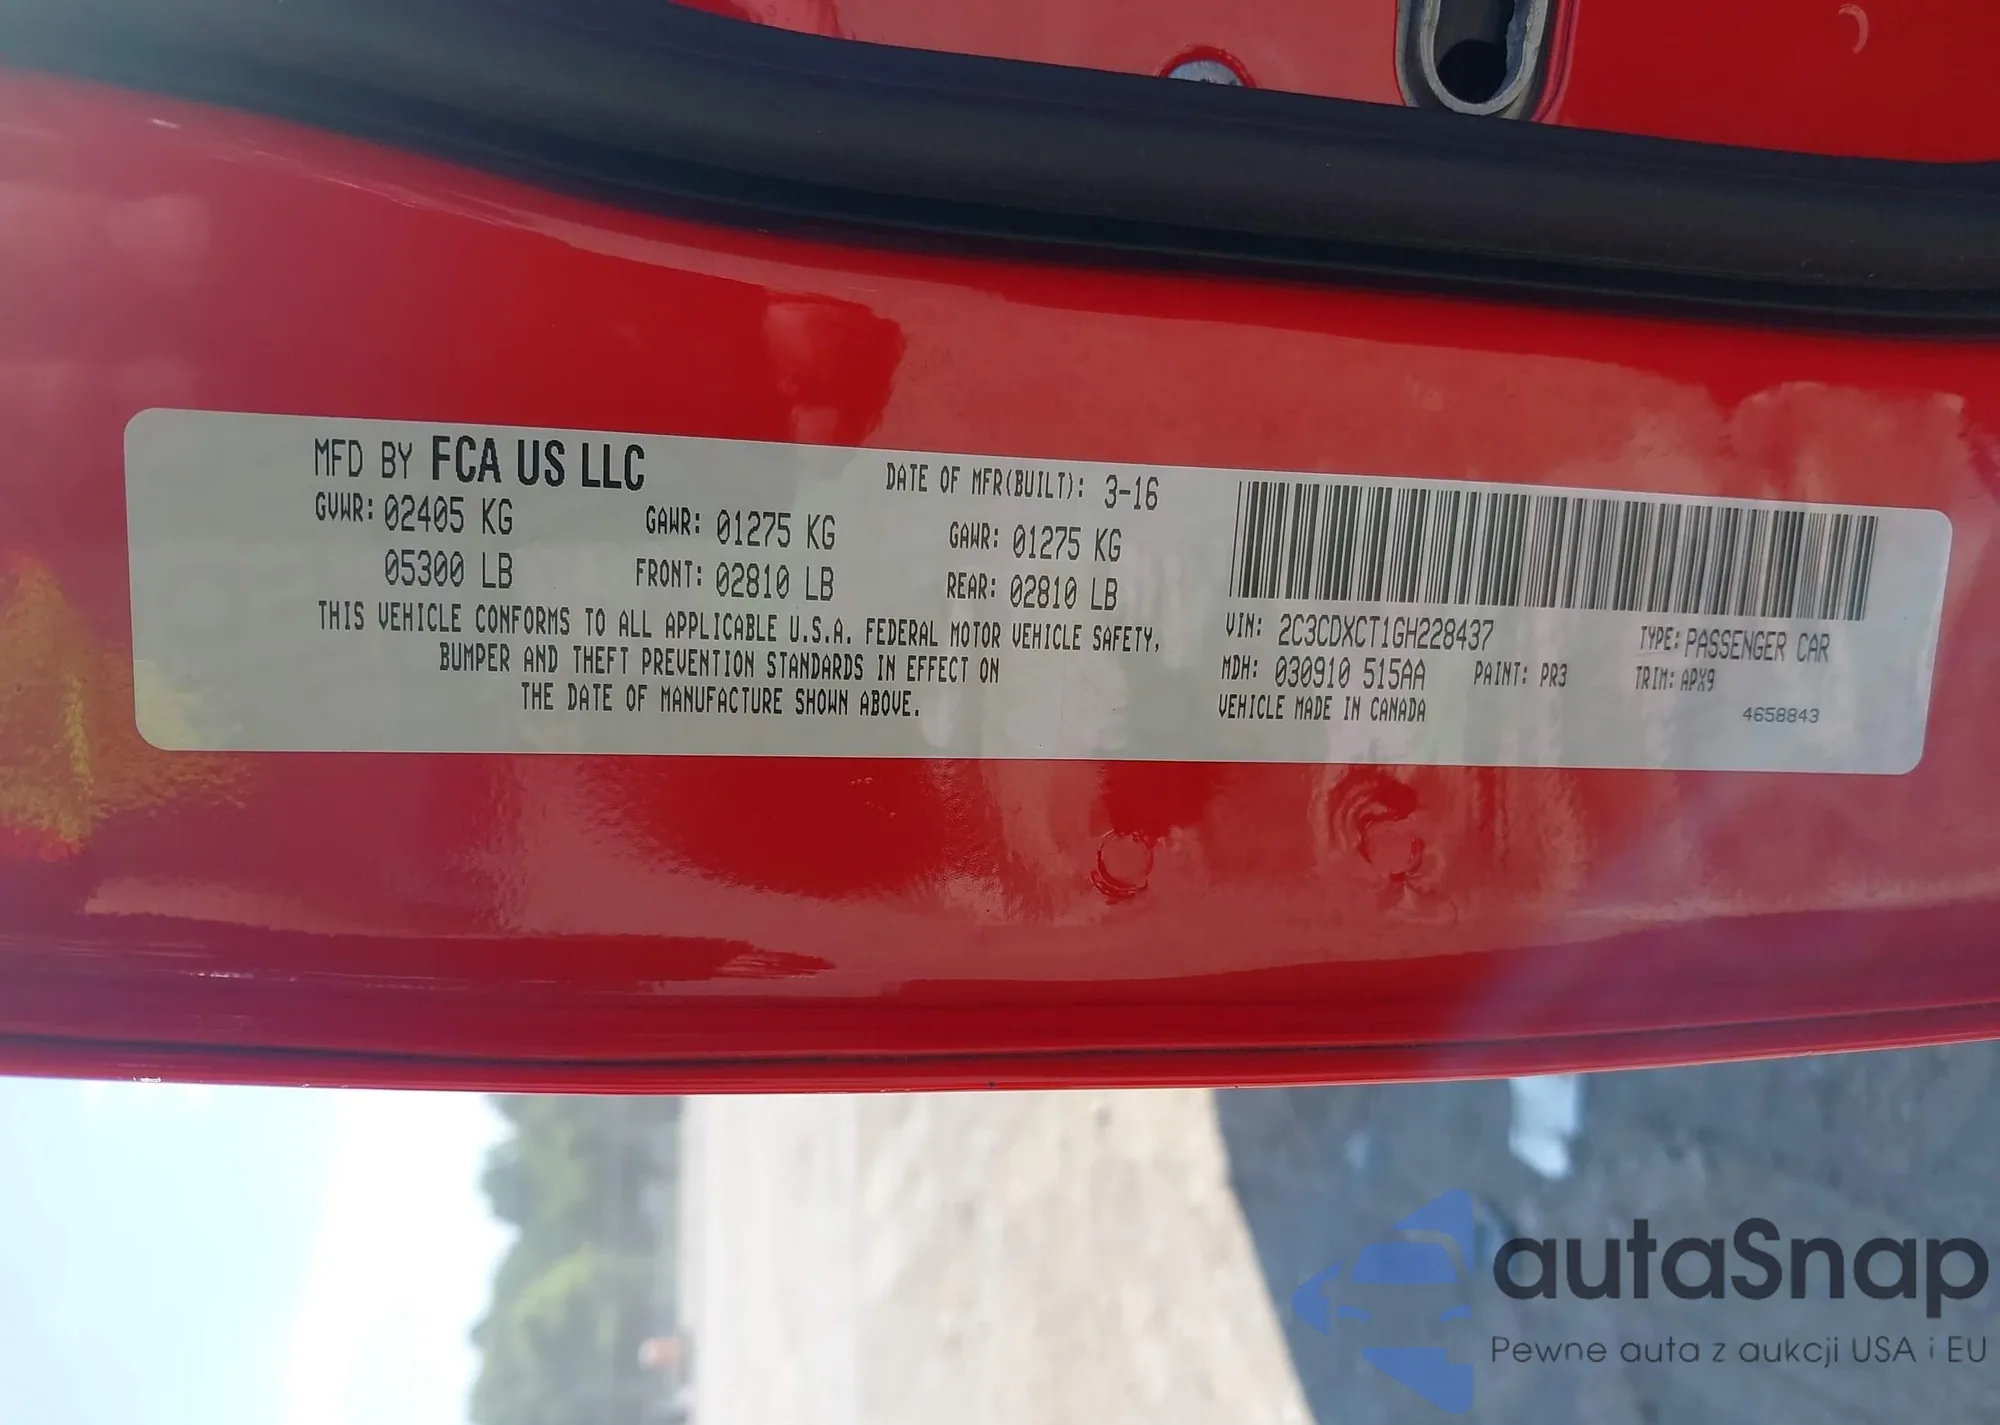 MFD BY FCA US LLC
DATE OF MFR(BUILT): 3-16
GVWR: 02405 KG
GAWR: 01275 KG
GAWR: 01275 KG
05300 LB
FRONT: 02810 LB
REAR: 02810 LB
THIS VEHICLE CONFORMS TO ALL APPLICABLE U.S.A. FEDERAL MOTOR VEHICLE SAFETY,
BUMPER AND THEFT PREVENTION STANDARDS IN EFFECT ON
THE DATE OF MANUFACTURE SHOWN ABOVE.
VIN: 2C3CDXCT1GH228437
TYPE: PASSENGER CAR
MDH: 030910 515AA
PAINT: PR3
TRIM: APX9
VEHICLE MADE IN CANADA
4658843
autaSnap
Pewne auta z aukcji USA i EU